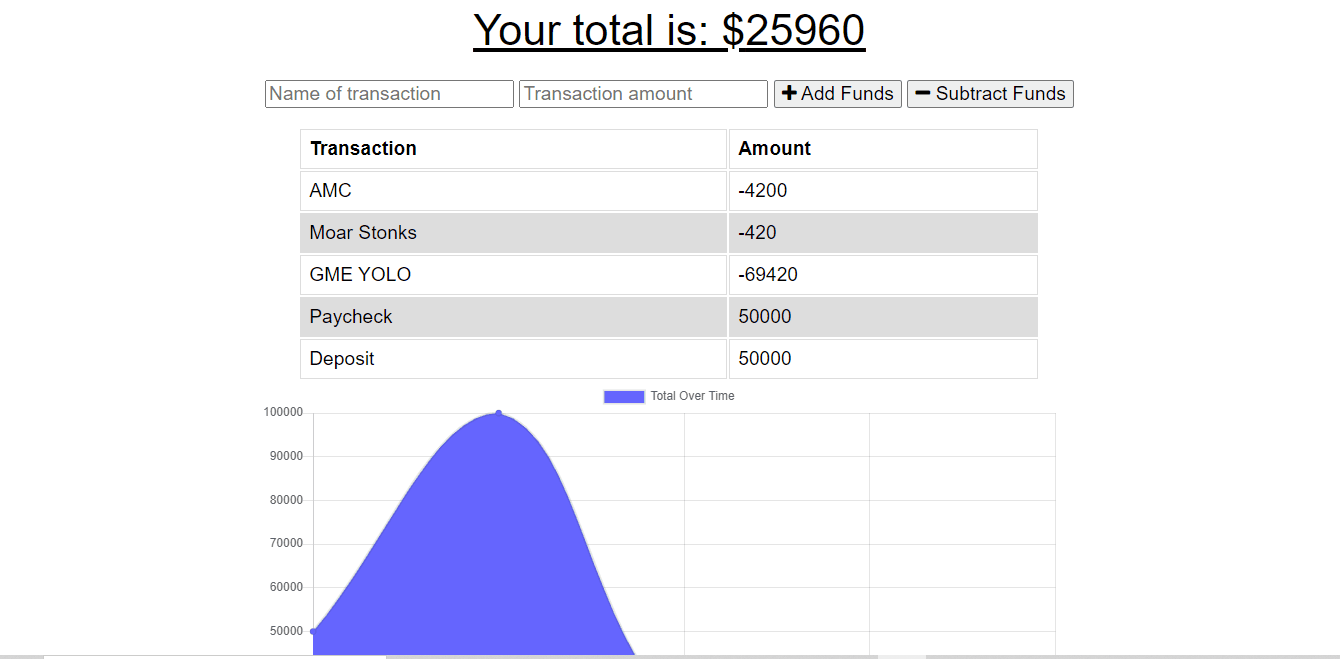 Your total is: $25960
Name of transaction Transaction amount Add Funds Subtract Funds
Transaction Amount
AMC -4200
Moar Stonks -420
GME YOLO -69420
Paycheck 50000
Deposit 50000
Total Over Time
100000
90000
80000
70000
60000
50000